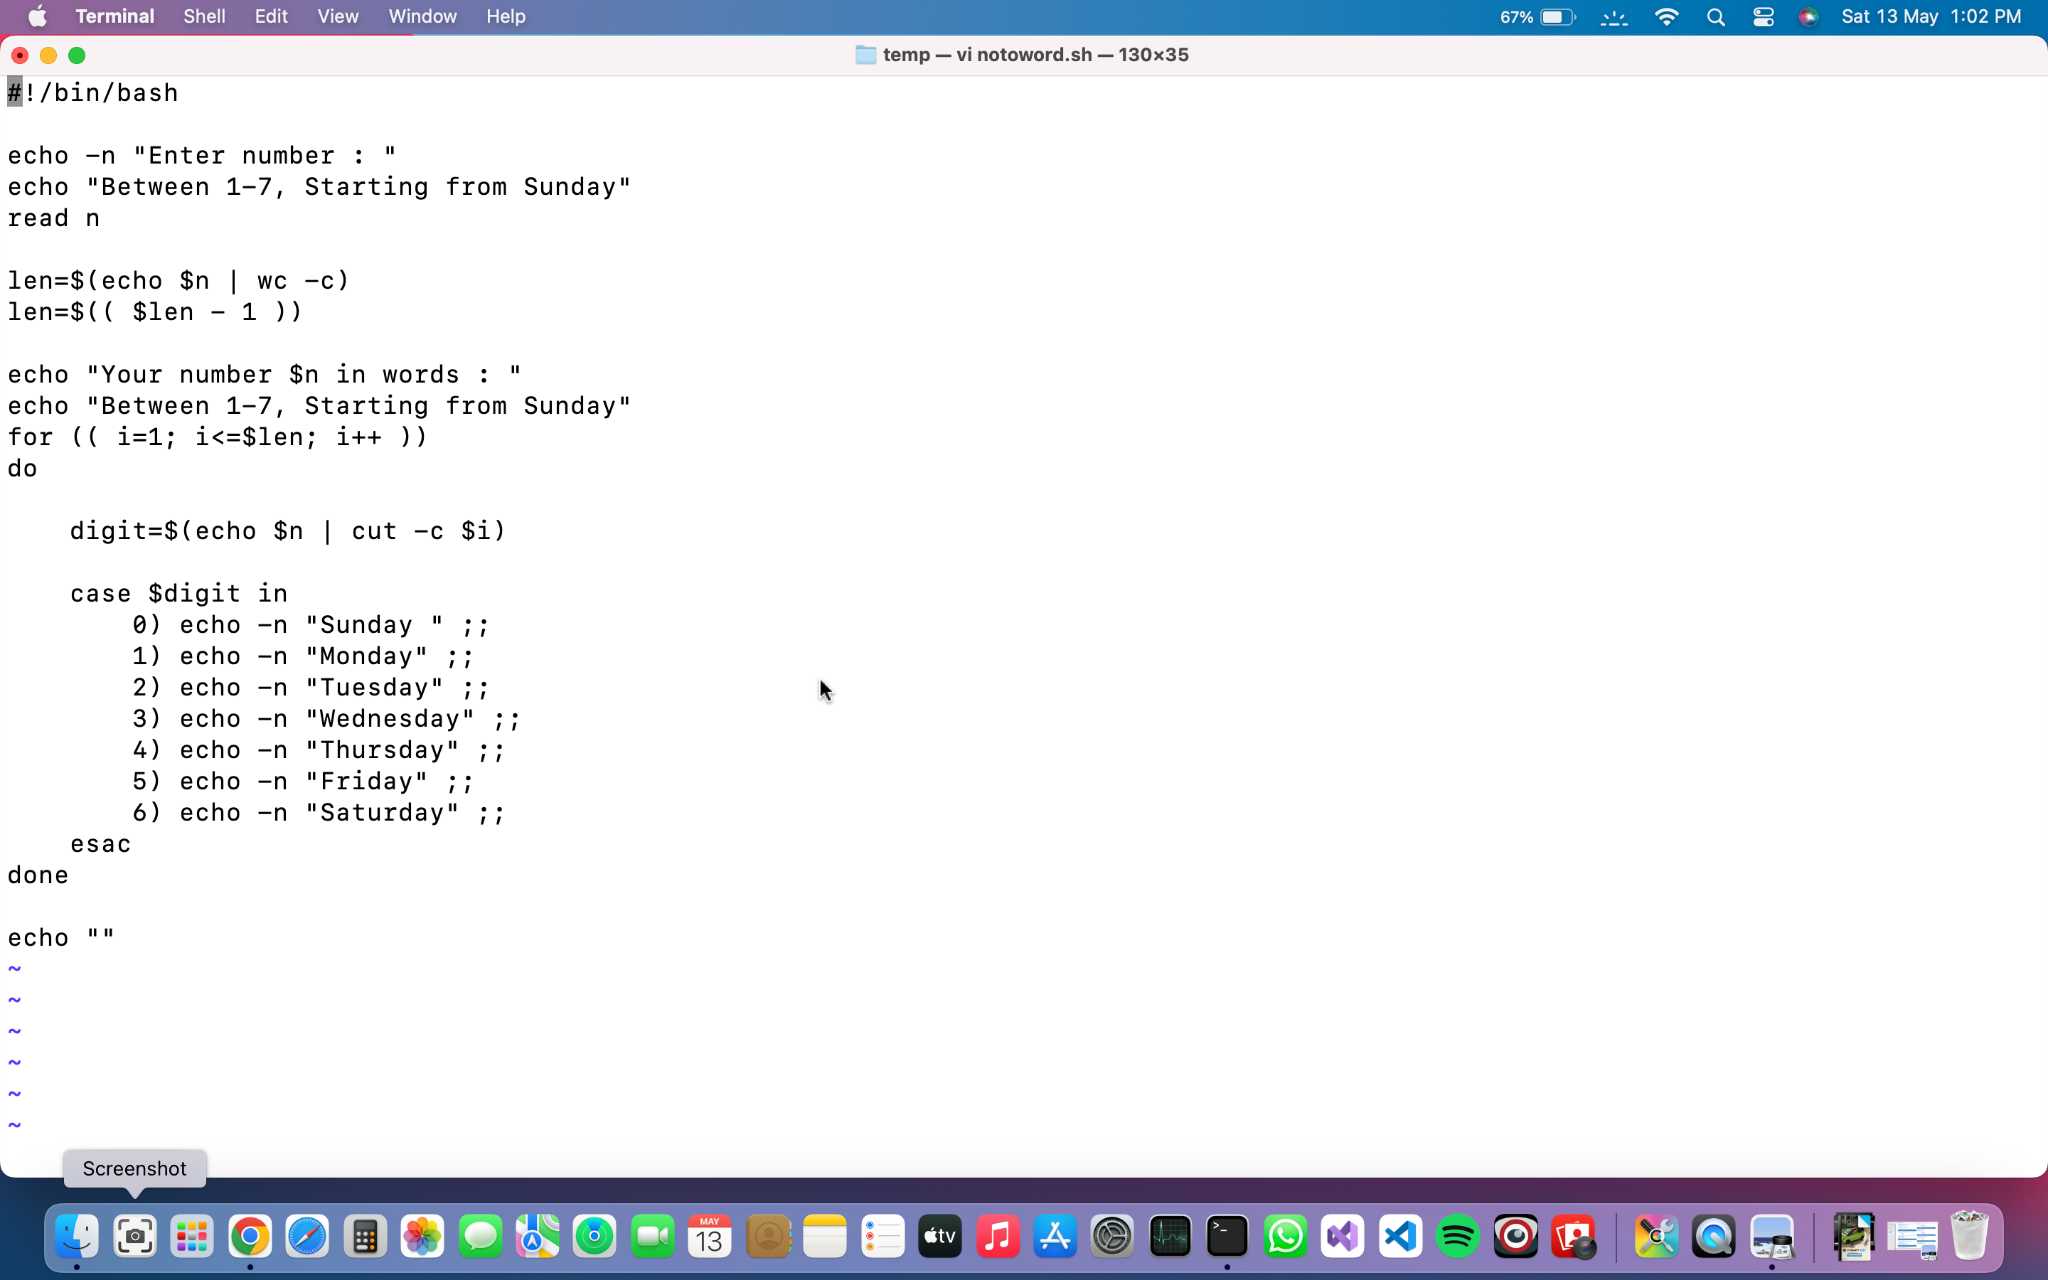 Terminal Shell Edit View Window Help 67% Sat 13 May 1:02 PM
temp — vi notoword.sh — 130×35
#!/bin/bash
echo -n "Enter number : "
echo "Between 1-7, Starting from Sunday"
read n
len=$(echo $n | wc -c)
len=$(( $len - 1 ))
echo "Your number $n in words : "
echo "Between 1-7, Starting from Sunday"
for (( i=1; i<=$len; i++ ))
do
digit=$(echo $n | cut -c $i)
case $digit in
0) echo -n "Sunday " ;;
1) echo -n "Monday" ;;
2) echo -n "Tuesday" ;;
3) echo -n "Wednesday" ;;
4) echo -n "Thursday" ;;
5) echo -n "Friday" ;;
6) echo -n "Saturday" ;;
esac
done
echo ""
~
~
~
~
~
~
Screenshot
MAY
13
tv
>_